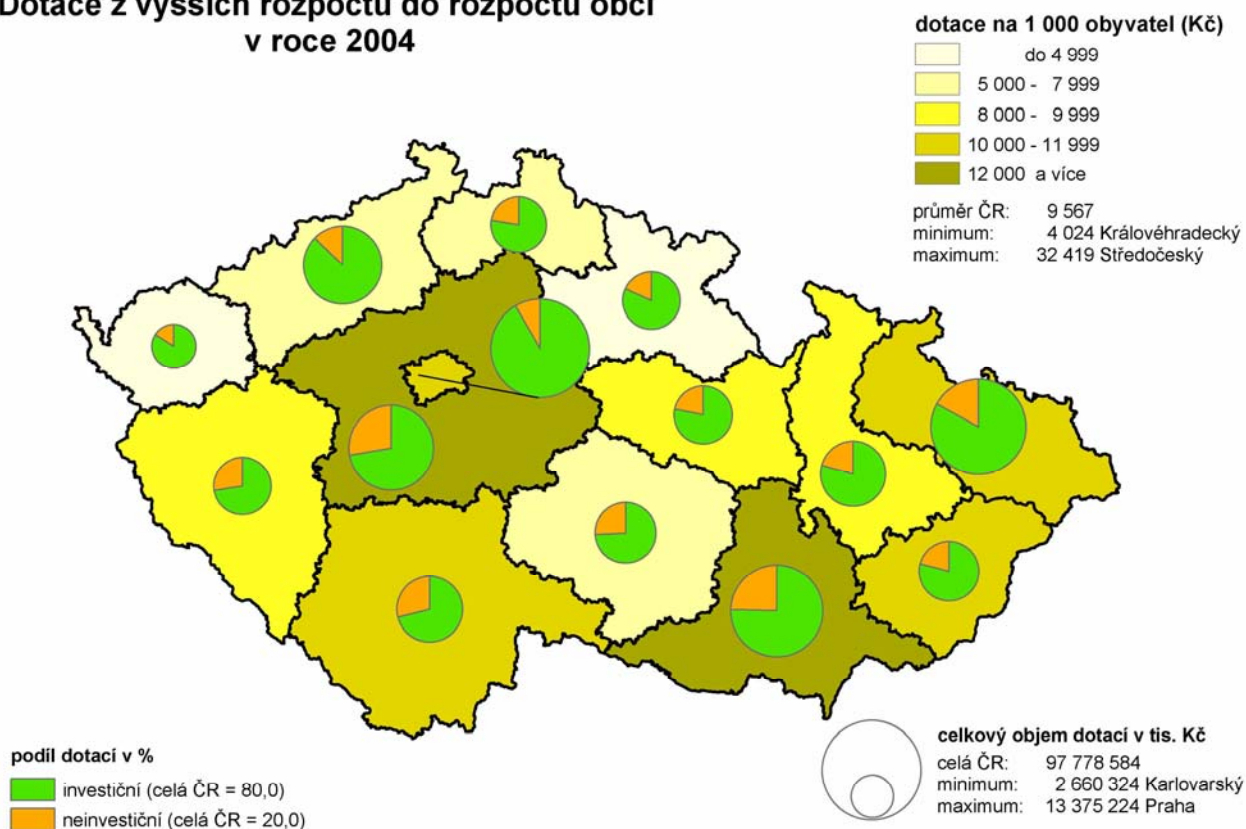 Dotace z vyšších rozpočtů do rozpočtů obcí
v roce 2004
dotace na 1 000 obyvatel (Kč)
do 4 999
5 000 - 7 999
8 000 - 9 999
10 000 - 11 999
12 000 a více
průměr ČR: 9 567
minimum: 4 024 Královéhradecký
maximum: 32 419 Středočeský
podíl dotací v %
investiční (celá ČR = 80,0)
neinvestiční (celá ČR = 20,0)
celkový objem dotací v tis. Kč
celá ČR: 97 778 584
minimum: 2 660 324 Karlovarský
maximum: 13 375 224 Praha